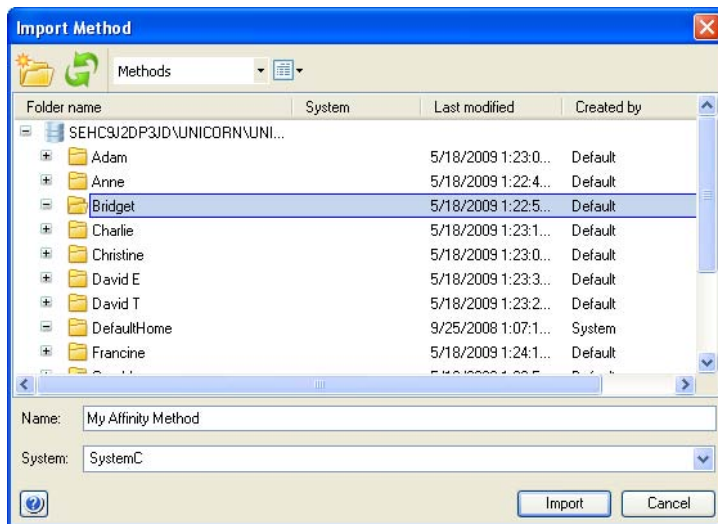 Import Method
Methods
Folder name System Last modified Created by
SEHC9J2DP3JD\UNICORN\UNI...
Adam 5/18/2009 1:23:0... Default
Anne 5/18/2009 1:22:4... Default
Bridget 5/18/2009 1:22:5... Default
Charlie 5/18/2009 1:23:1... Default
Christine 5/18/2009 1:23:0... Default
David E 5/18/2009 1:23:3... Default
David T 5/18/2009 1:23:2... Default
DefaultHome 9/25/2008 1:07:1... System
Francine 5/18/2009 1:24:1... Default
Name: My Affinity Method
System: SystemC
Import Cancel